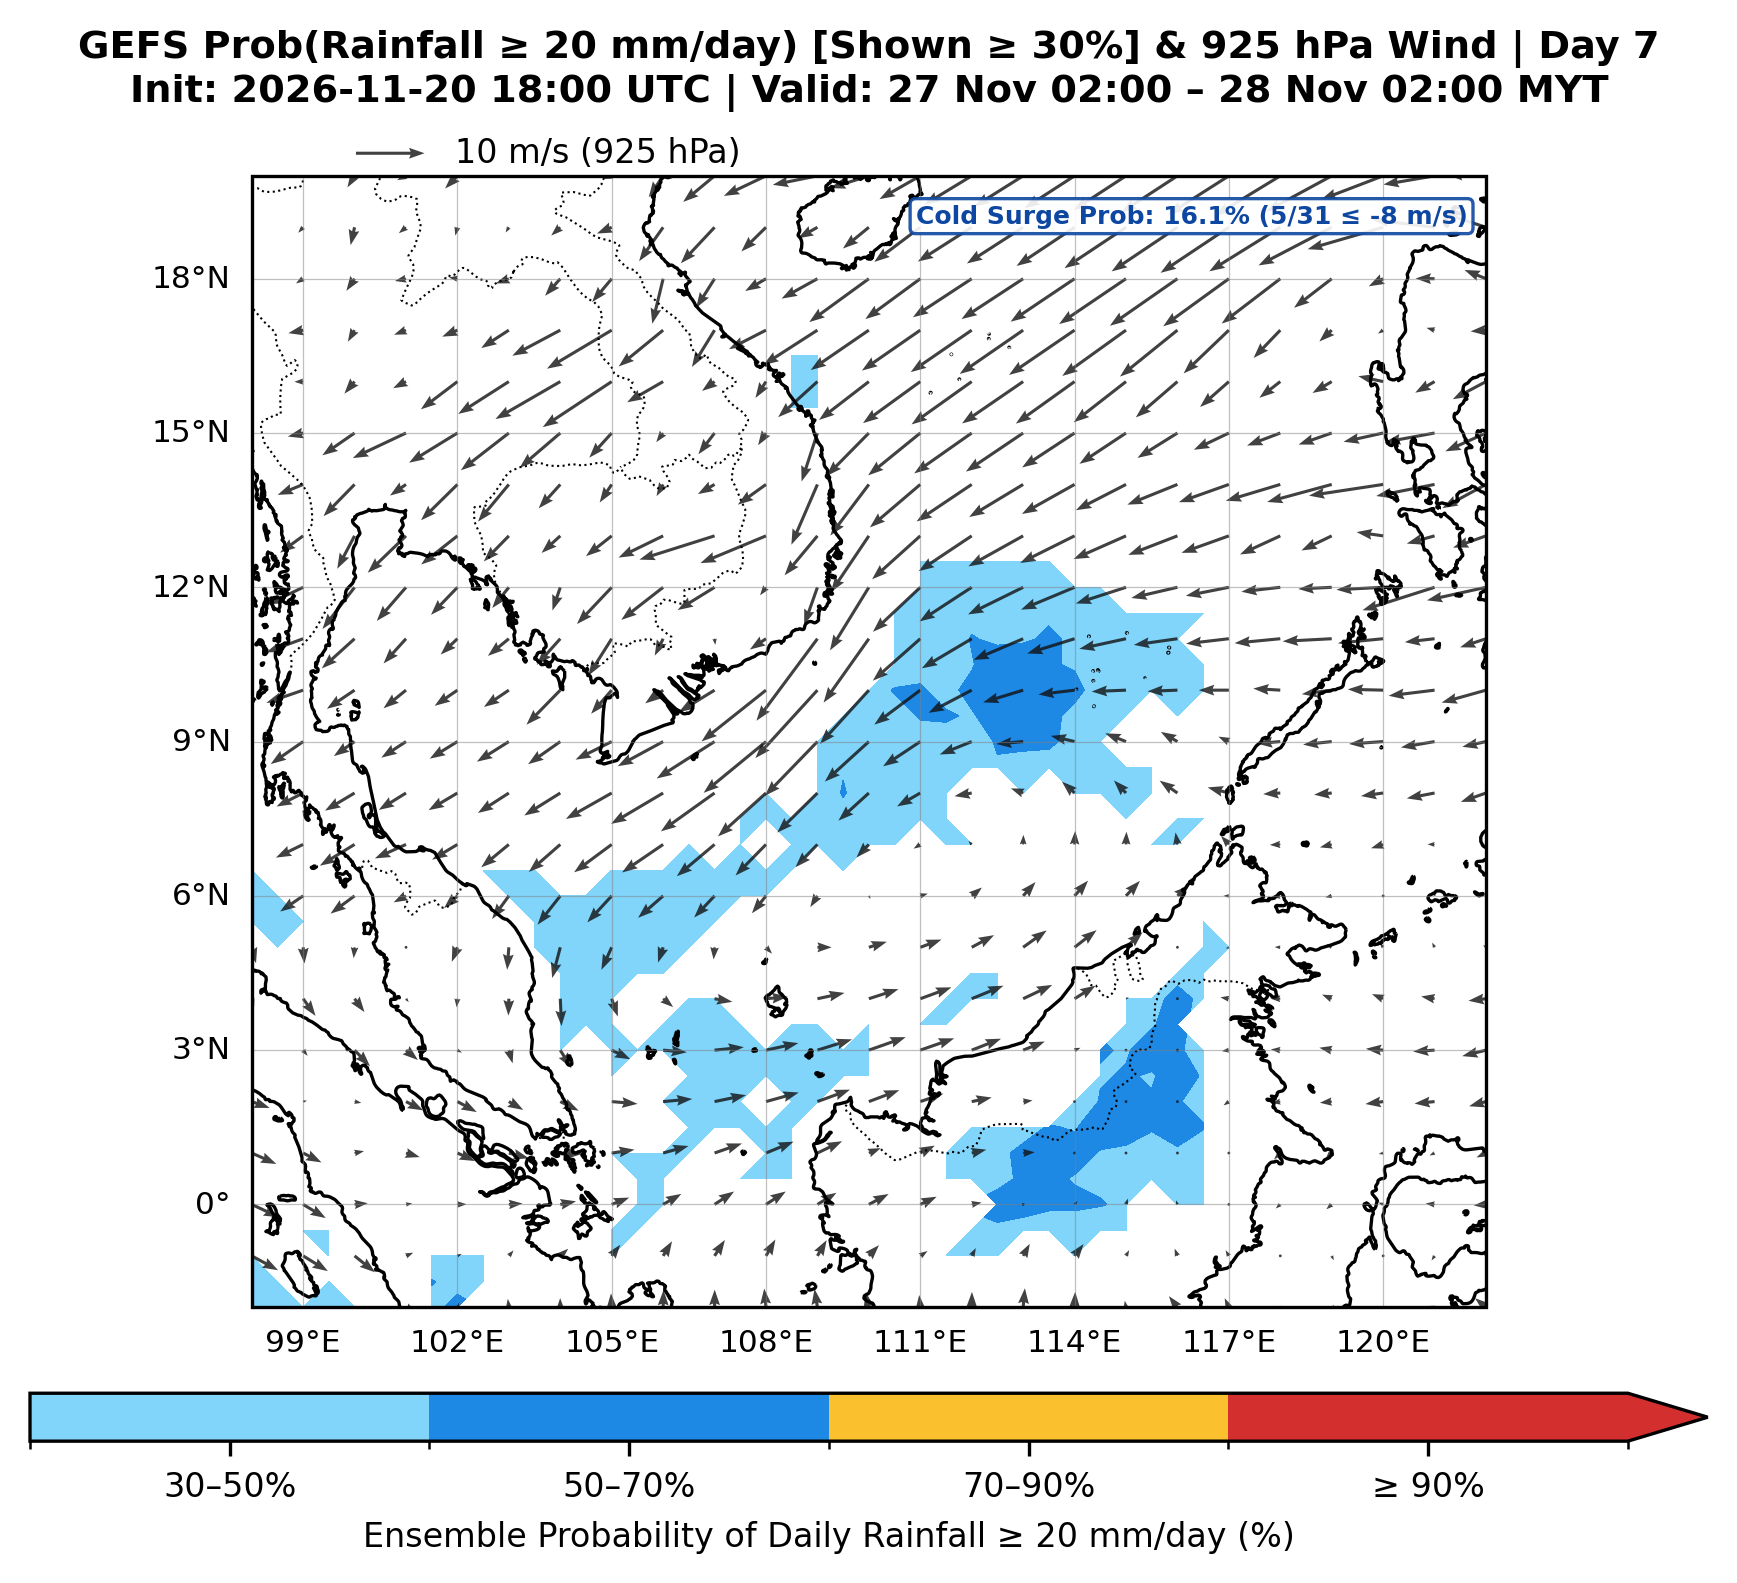 GEFS Prob(Rainfall ≥ 20 mm/day) [Shown ≥ 30%] & 925 hPa Wind | Day 7
Init: 2026-11-20 18:00 UTC | Valid: 27 Nov 02:00 – 28 Nov 02:00 MYT
10 m/s (925 hPa)
Cold Surge Prob: 16.1% (5/31 ≤ -8 m/s)
18°N
15°N
12°N
9°N
6°N
3°N
0°
99°E 102°E 105°E 108°E 111°E 114°E 117°E 120°E
30–50% 50–70% 70–90% ≥ 90%
Ensemble Probability of Daily Rainfall ≥ 20 mm/day (%)